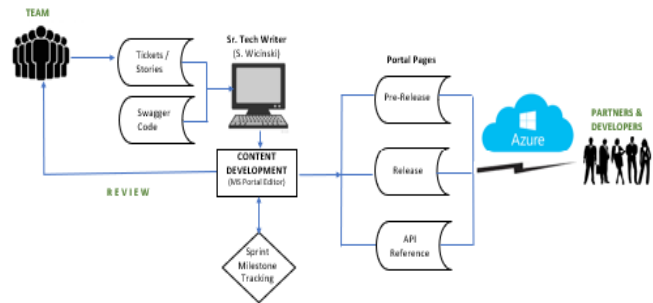 TEAM
Tickets /
Stories
Swagger
Code
Sr. Tech Writer
(S. Wicinski)
CONTENT
DEVELOPMENT
(MS Portal Editor)
REVIEW
Sprint
Milestone
Tracking
Portal Pages
Pre-Release
Release
API
Reference
Azure
PARTNERS &
DEVELOPERS